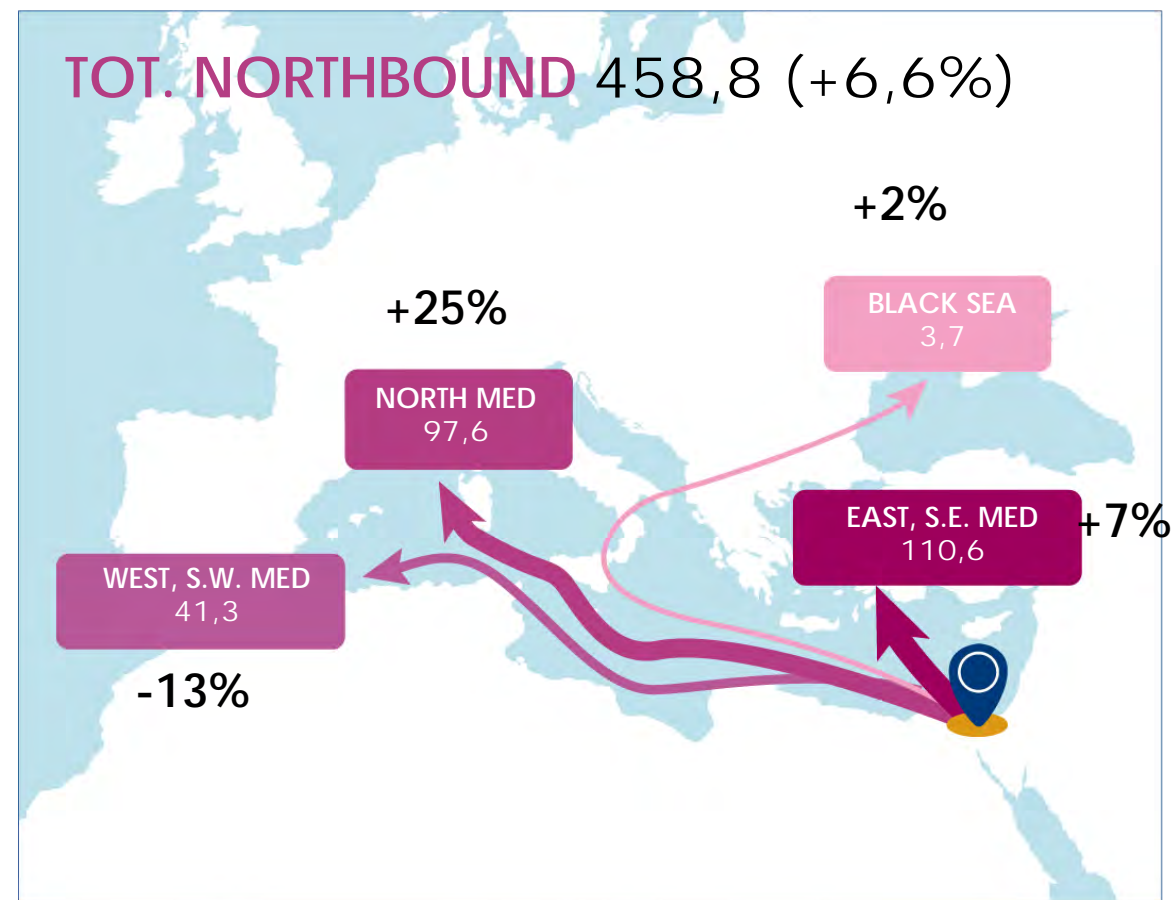 TOT. NORTHBOUND 458,8 (+6,6%)
+2%
BLACK SEA
3,7
+25%
NORTH MED
97,6
EAST, S.E. MED
110,6
+7%
WEST, S.W. MED
41,3
-13%